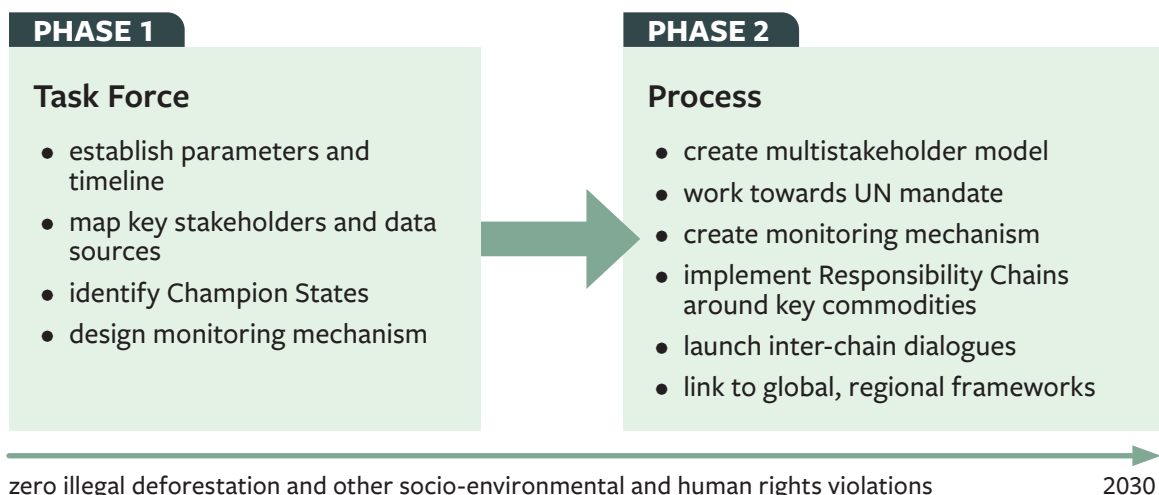 PHASE 1
Task Force
• establish parameters and
timeline
• map key stakeholders and data
sources
• identify Champion States
• design monitoring mechanism
PHASE 2
Process
• create multistakeholder model
• work towards UN mandate
• create monitoring mechanism
• implement Responsibility Chains
around key commodities
• launch inter-chain dialogues
• link to global, regional frameworks
zero illegal deforestation and other socio-environmental and human rights violations
2030